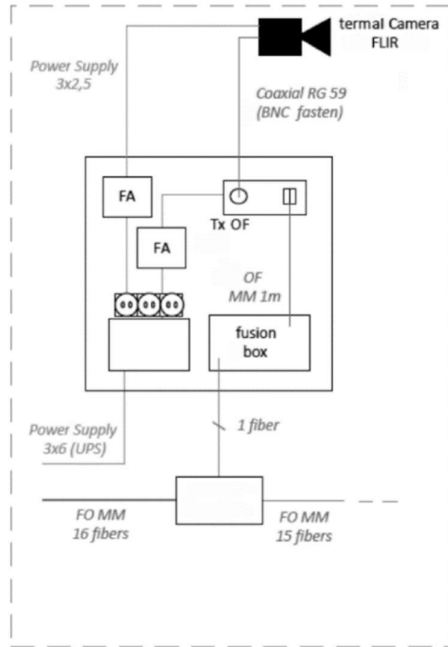 termal Camera
FLIR
Power Supply
3x2,5
Coaxial RG 59
(BNC fasten)
FA
Tx OF
FA
OF
MM 1m
fusion
box
1 fiber
Power Supply
3x6 (UPS)
FO MM
16 fibers
FO MM
15 fibers